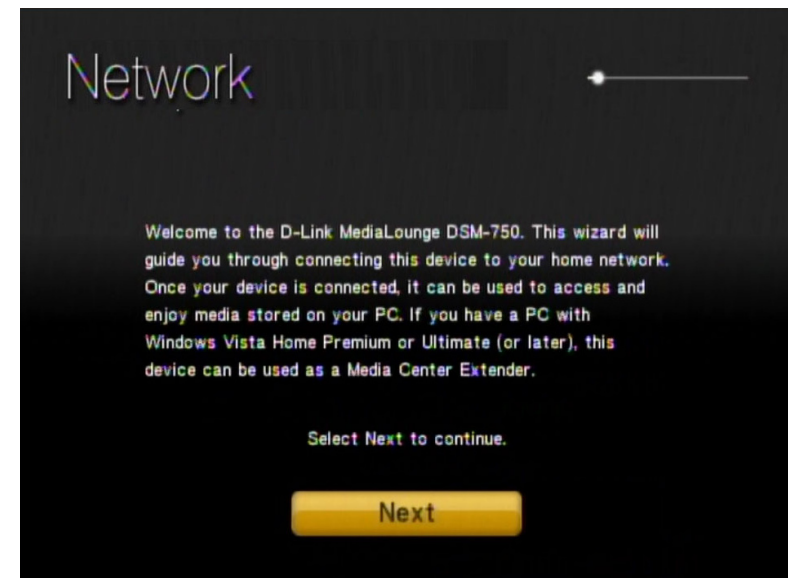 Network
Welcome to the D-Link MediaLounge DSM-750. This wizard will
guide you through connecting this device to your home network.
Once your device is connected, it can be used to access and
enjoy media stored on your PC. If you have a PC with
Windows Vista Home Premium or Ultimate (or later), this
device can be used as a Media Center Extender.
Select Next to continue.
Next